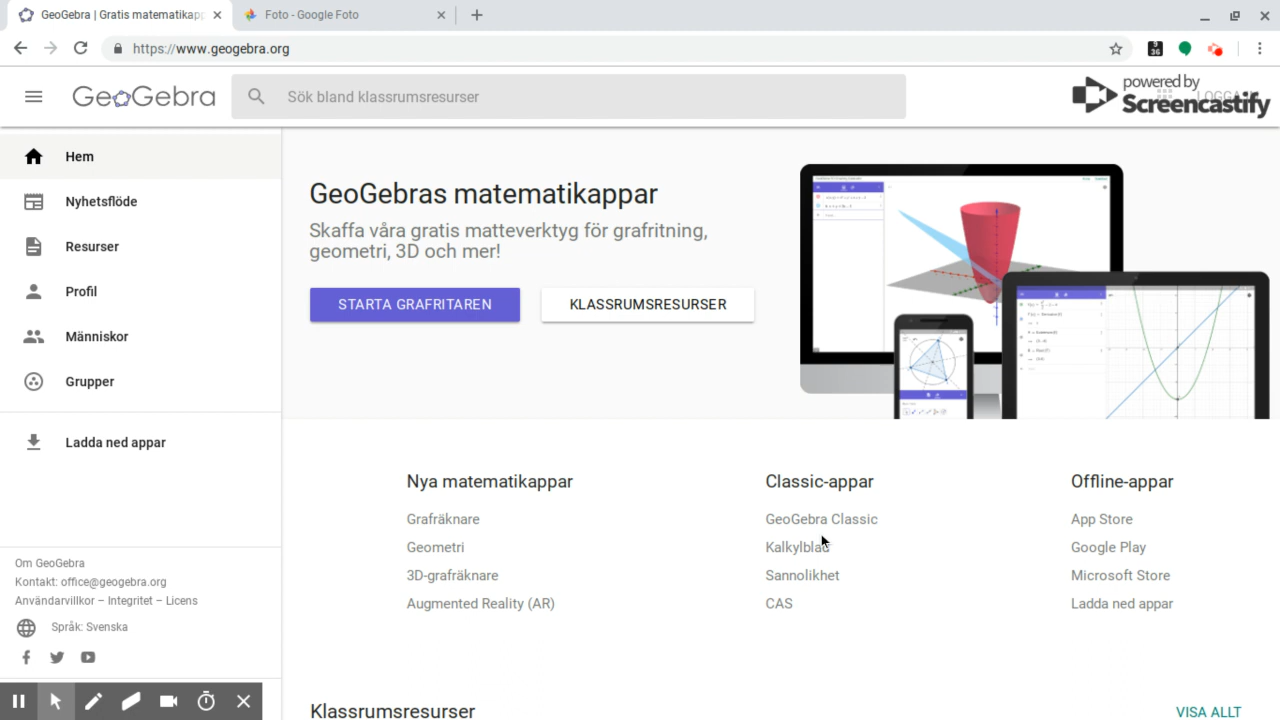 GeoGebra | Gratis matematikapp
Foto - Google Foto
https://www.geogebra.org
9
36
GeoGebra
Sök bland klassrumsresurser
powered by
Screencastify
Hem
Nyhetsflöde
Resurser
Profil
Människor
Grupper
Ladda ned appar
Om GeoGebra
Kontakt: office@geogebra.org
Användarvillkor – Integritet – Licens
Språk: Svenska
GeoGebras matematikappar
Skaffa våra gratis matteverktyg för grafritning,
geometri, 3D och mer!
STARTA GRAFRITAREN
KLASSRUMSRESURSER
Nya matematikappar
Grafräknare
Geometri
3D-grafräknare
Augmented Reality (AR)
Classic-appar
GeoGebra Classic
Kalkylblad
Sannolikhet
CAS
Offline-appar
App Store
Google Play
Microsoft Store
Ladda ned appar
Klassrumsresurser
VISA ALLT